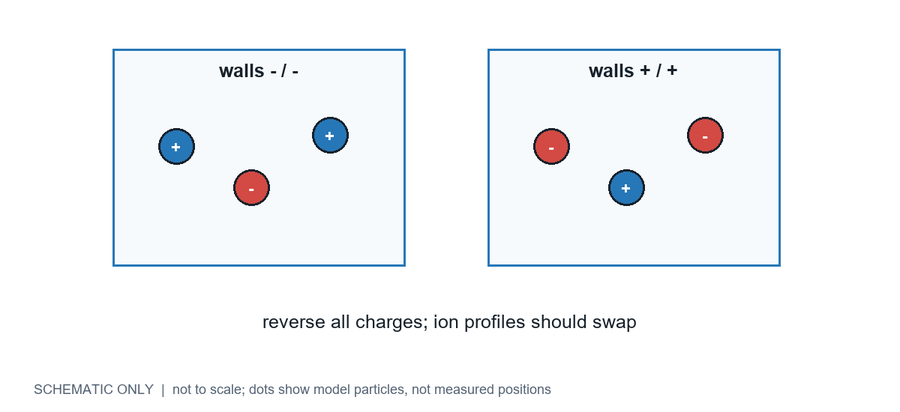 walls - / -
walls + / +
+
+
-
-
-
+
reverse all charges; ion profiles should swap
SCHEMATIC ONLY | not to scale; dots show model particles, not measured positions